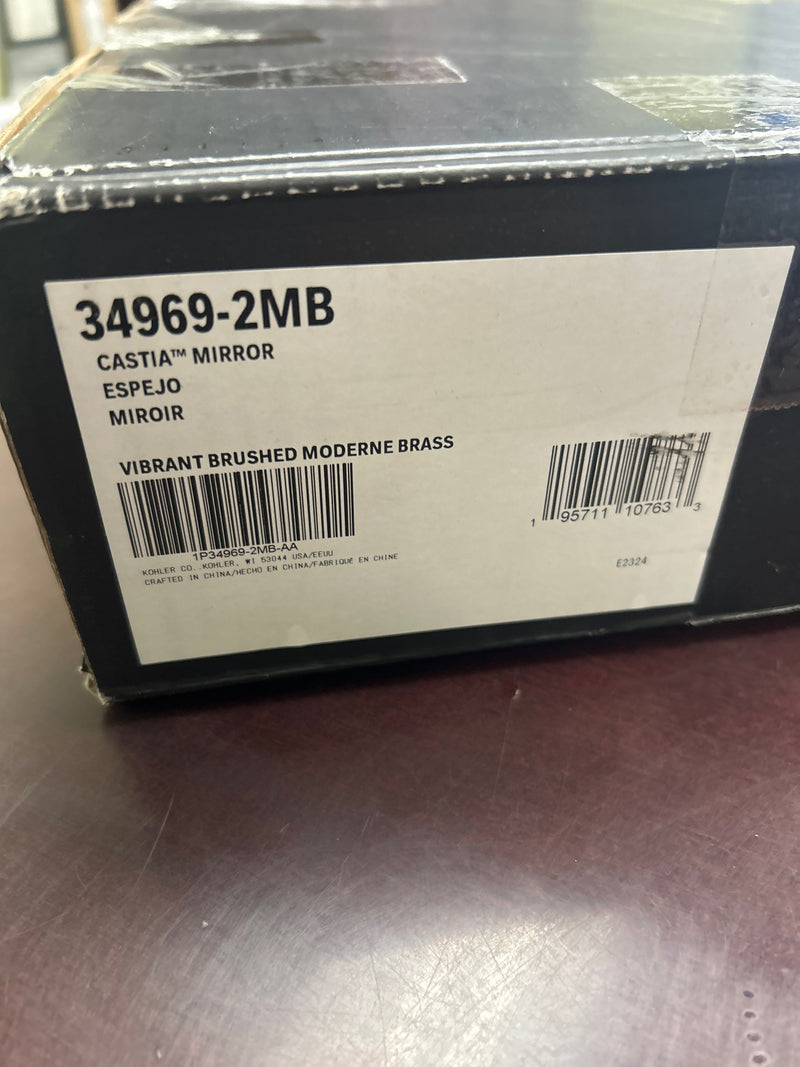 34969-2MB
CASTIA™ MIRROR
ESPEJO
MIROIR
VIBRANT BRUSHED MODERNE BRASS
1P34969-2MB-AA
1 95711 10763 3
KOHLER CO.,KOHLER, WI 53044 USA/EEUU
CRAFTED IN CHINA/HECHO EN CHINA/FABRIQUÉ EN CHINE
E2324